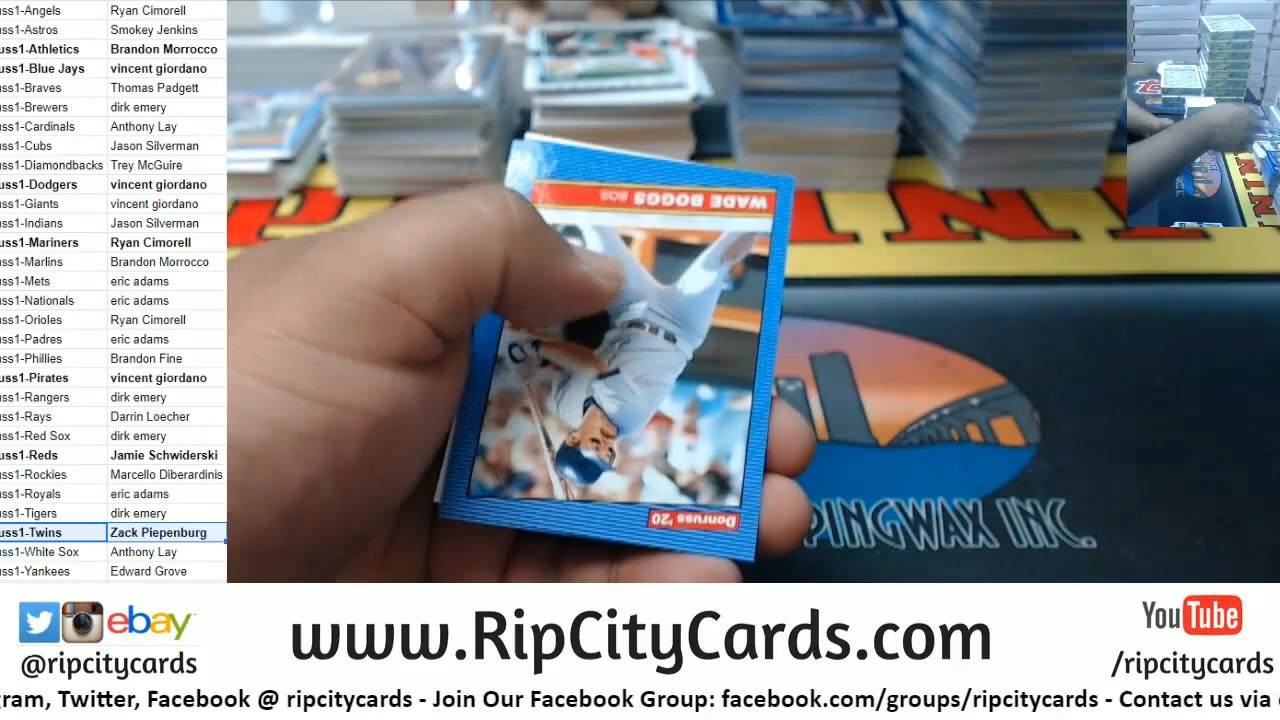 uss1-Angels Ryan Cimorell
uss1-Astros Smokey Jenkins
uss1-Athletics Brandon Morrocco
uss1-Blue Jays vincent giordano
uss1-Braves Thomas Padgett
uss1-Brewers dirk emery
uss1-Cardinals Anthony Lay
uss1-Cubs Jason Silverman
uss1-Diamondbacks Trey McGuire
uss1-Dodgers vincent giordano
uss1-Giants vincent giordano
uss1-Indians Jason Silverman
uss1-Mariners Ryan Cimorell
uss1-Marlins Brandon Morrocco
uss1-Mets eric adams
uss1-Nationals eric adams
uss1-Orioles Ryan Cimorell
uss1-Padres eric adams
uss1-Phillies Brandon Fine
uss1-Pirates vincent giordano
uss1-Rangers dirk emery
uss1-Rays Darrin Loecher
uss1-Red Sox dirk emery
uss1-Reds Jamie Schwiderski
uss1-Rockies Marcello Diberardinis
uss1-Royals eric adams
uss1-Tigers dirk emery
uss1-Twins Zack Piepenburg
uss1-White Sox Anthony Lay
uss1-Yankees Edward Grove
WADE BOGGS BOS
Donruss '20
PINGWAX INC.
ebay
@ripcitycards
www.RipCityCards.com
YouTube
/ripcitycards
gram, Twitter, Facebook @ ripcitycards - Join Our Facebook Group: facebook.com/groups/ripcitycards - Contact us via